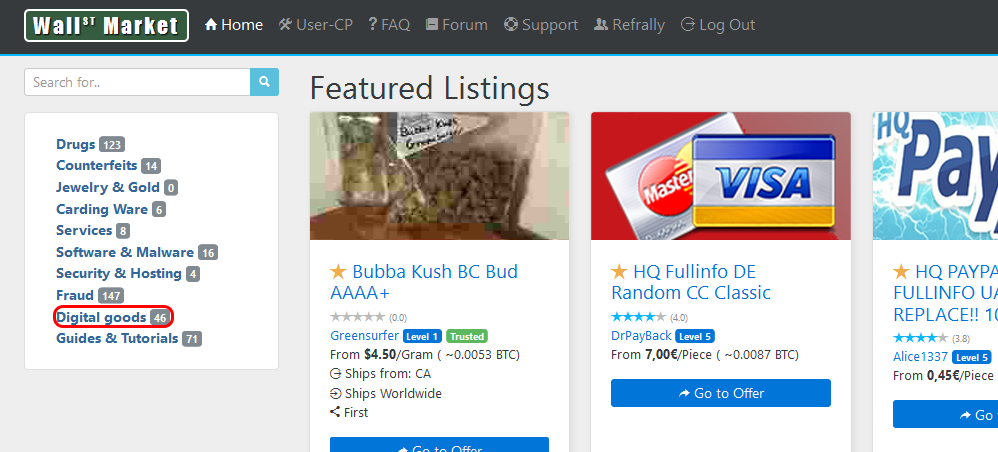 Wall ST Market
Home User-CP ? FAQ Forum Support Refrally Log Out
Search for..
Drugs 123
Counterfeits 14
Jewelry & Gold 0
Carding Ware 6
Services 8
Software & Malware 16
Security & Hosting 4
Fraud 147
Digital goods 46
Guides & Tutorials 71
Featured Listings
Bubba Kush
Bubba Kush BC Bud
AAAA+
(0.0)
Greensurfer Level 1 Trusted
From $4.50/Gram ( ~0.0053 BTC)
Ships from: CA
Ships Worldwide
First
Go to Offer
Master
VISA
HQ Fullinfo DE
Random CC Classic
(4.0)
DrPayBack Level 5
From 7,00€/Piece ( ~0.0087 BTC)
Go to Offer
HQ
Pay
HQ PAYPA
FULLINFO UA
REPLACE!! 10
(3.8)
Alice1337 Level 5
From 0,45€/Piece
Go